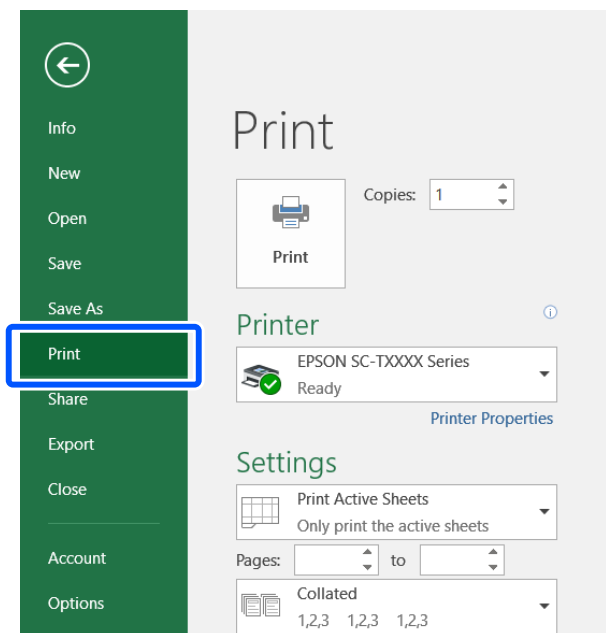 Info
New
Open
Save
Save As
Print
Share
Export
Close
Account
Options
Print
Copies: 1
Print
Printer
EPSON SC-TXXXX Series
Ready
Printer Properties
Settings
Print Active Sheets
Only print the active sheets
Pages: to
Collated
1,2,3 1,2,3 1,2,3